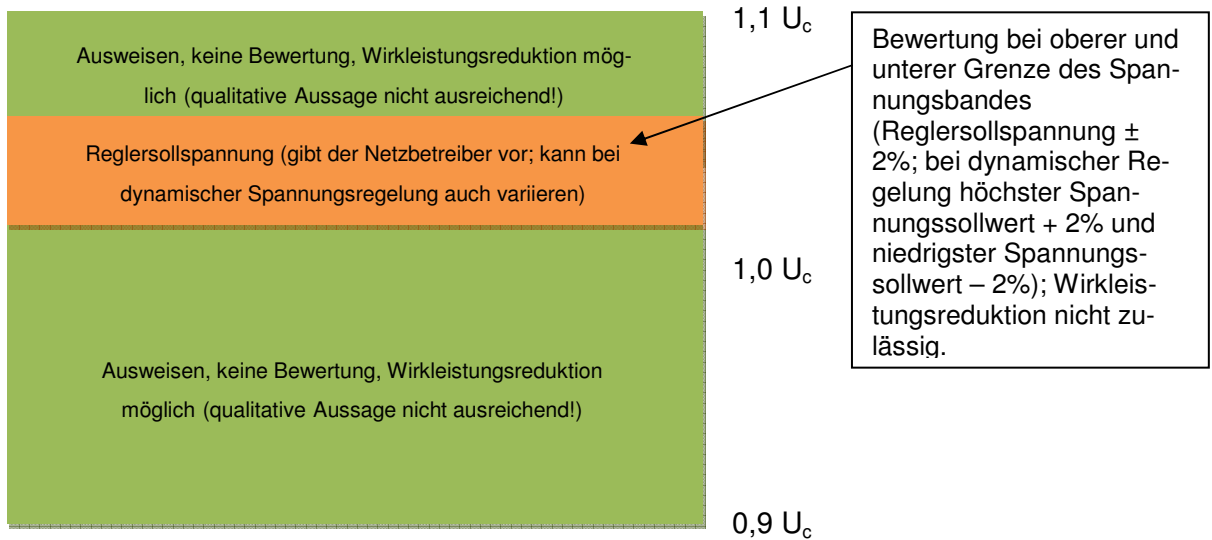 1,1 Uc
Ausweisen, keine Bewertung, Wirkleistungsreduktion mög-
lich (qualitative Aussage nicht ausreichend!)
Reglersollspannung (gibt der Netzbetreiber vor; kann bei
dynamischer Spannungsregelung auch variieren)
1,0 Uc
Ausweisen, keine Bewertung, Wirkleistungsreduktion
möglich (qualitative Aussage nicht ausreichend!)
0,9 Uc
Bewertung bei oberer und
unterer Grenze des Span-
nungsbandes
(Reglersollspannung ±
2%; bei dynamischer Re-
gelung höchster Span-
nungssollwert + 2% und
niedrigster Spannungs-
sollwert – 2%); Wirkleis-
tungsreduktion nicht zu-
lässig.